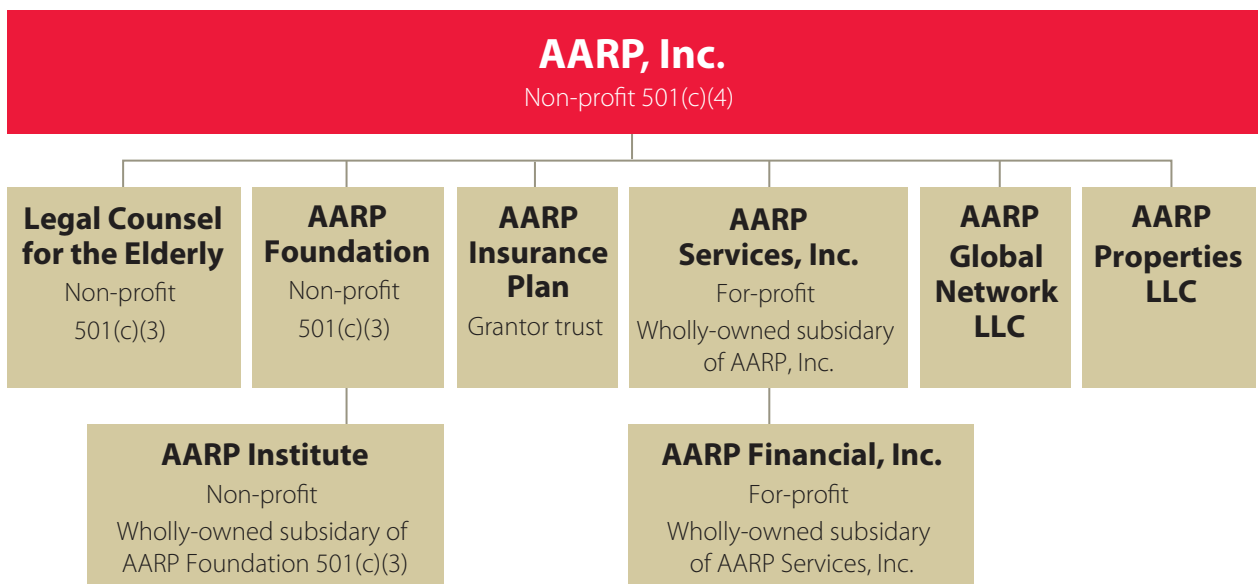 AARP, Inc.
Non-profit 501(c)(4)
Legal Counsel
for the Elderly
Non-profit
501(c)(3)
AARP
Foundation
Non-profit
501(c)(3)
AARP
Insurance
Plan
Grantor trust
AARP
Services, Inc.
For-profit
Wholly-owned subsidary
of AARP, Inc.
AARP
Global
Network
LLC
AARP
Properties
LLC
AARP Institute
Non-profit
Wholly-owned subsidary of
AARP Foundation 501(c)(3)
AARP Financial, Inc.
For-profit
Wholly-owned subsidary
of AARP Services, Inc.